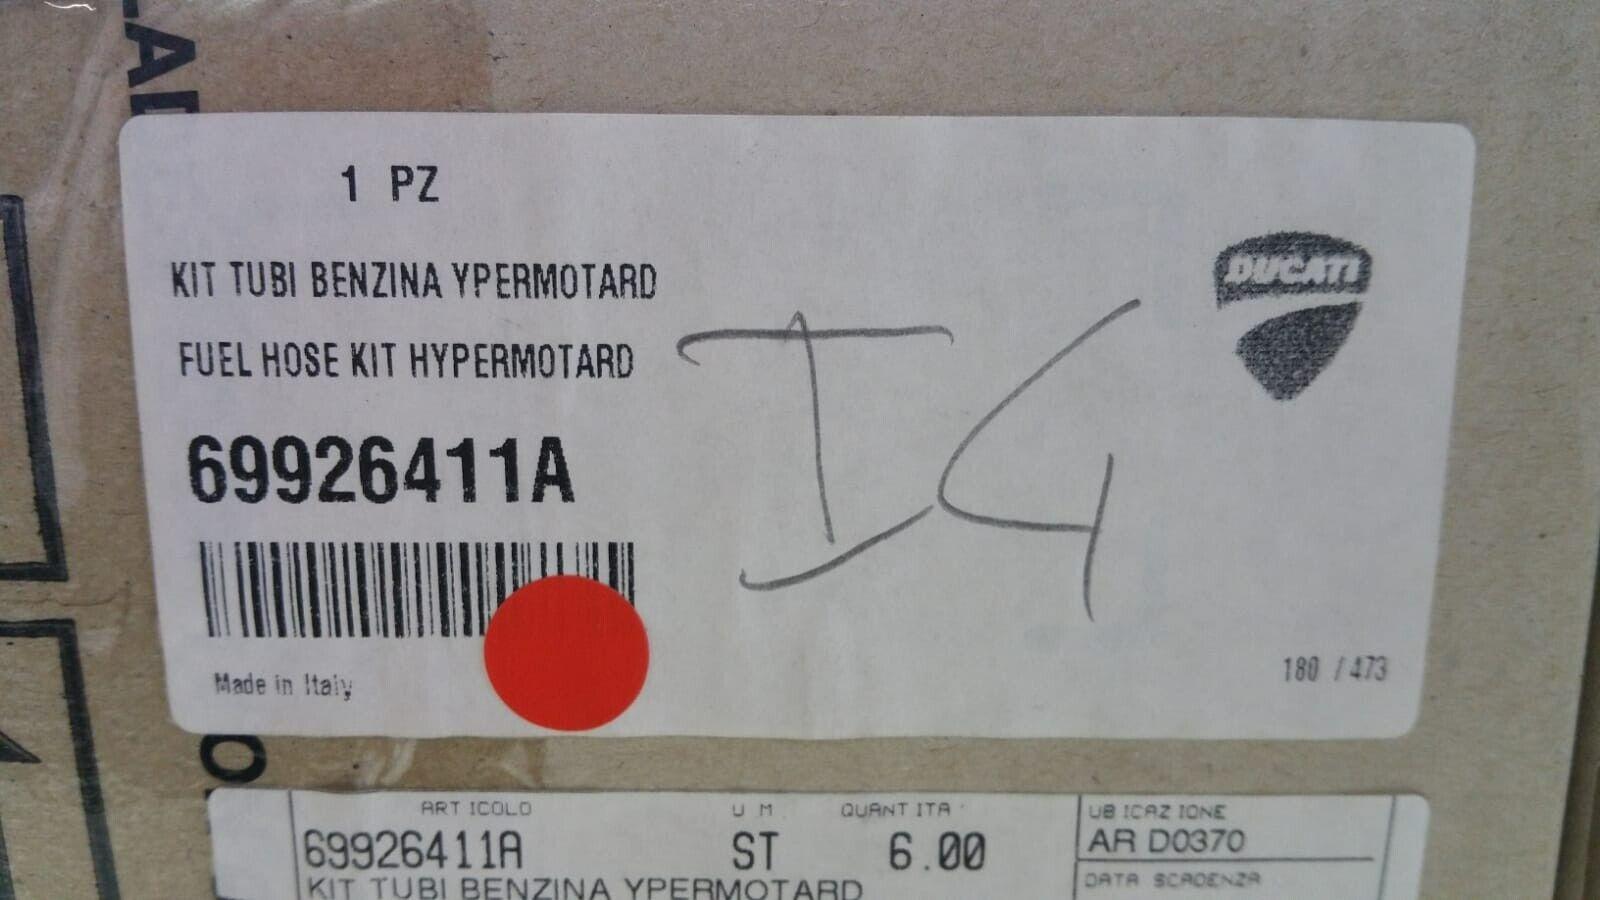 1 PZ
KIT TUBI BENZINA YPERMOTARD
FUEL HOSE KIT HYPERMOTARD
69926411A
Made in Italy
DUCATI
I4
180 / 473
ARTICOLO UM QUANTITA UBICAZIONE
69926411A ST 6.00 AR D0370
KIT TUBI BENZINA YPERMOTARD DATA SCADENZA